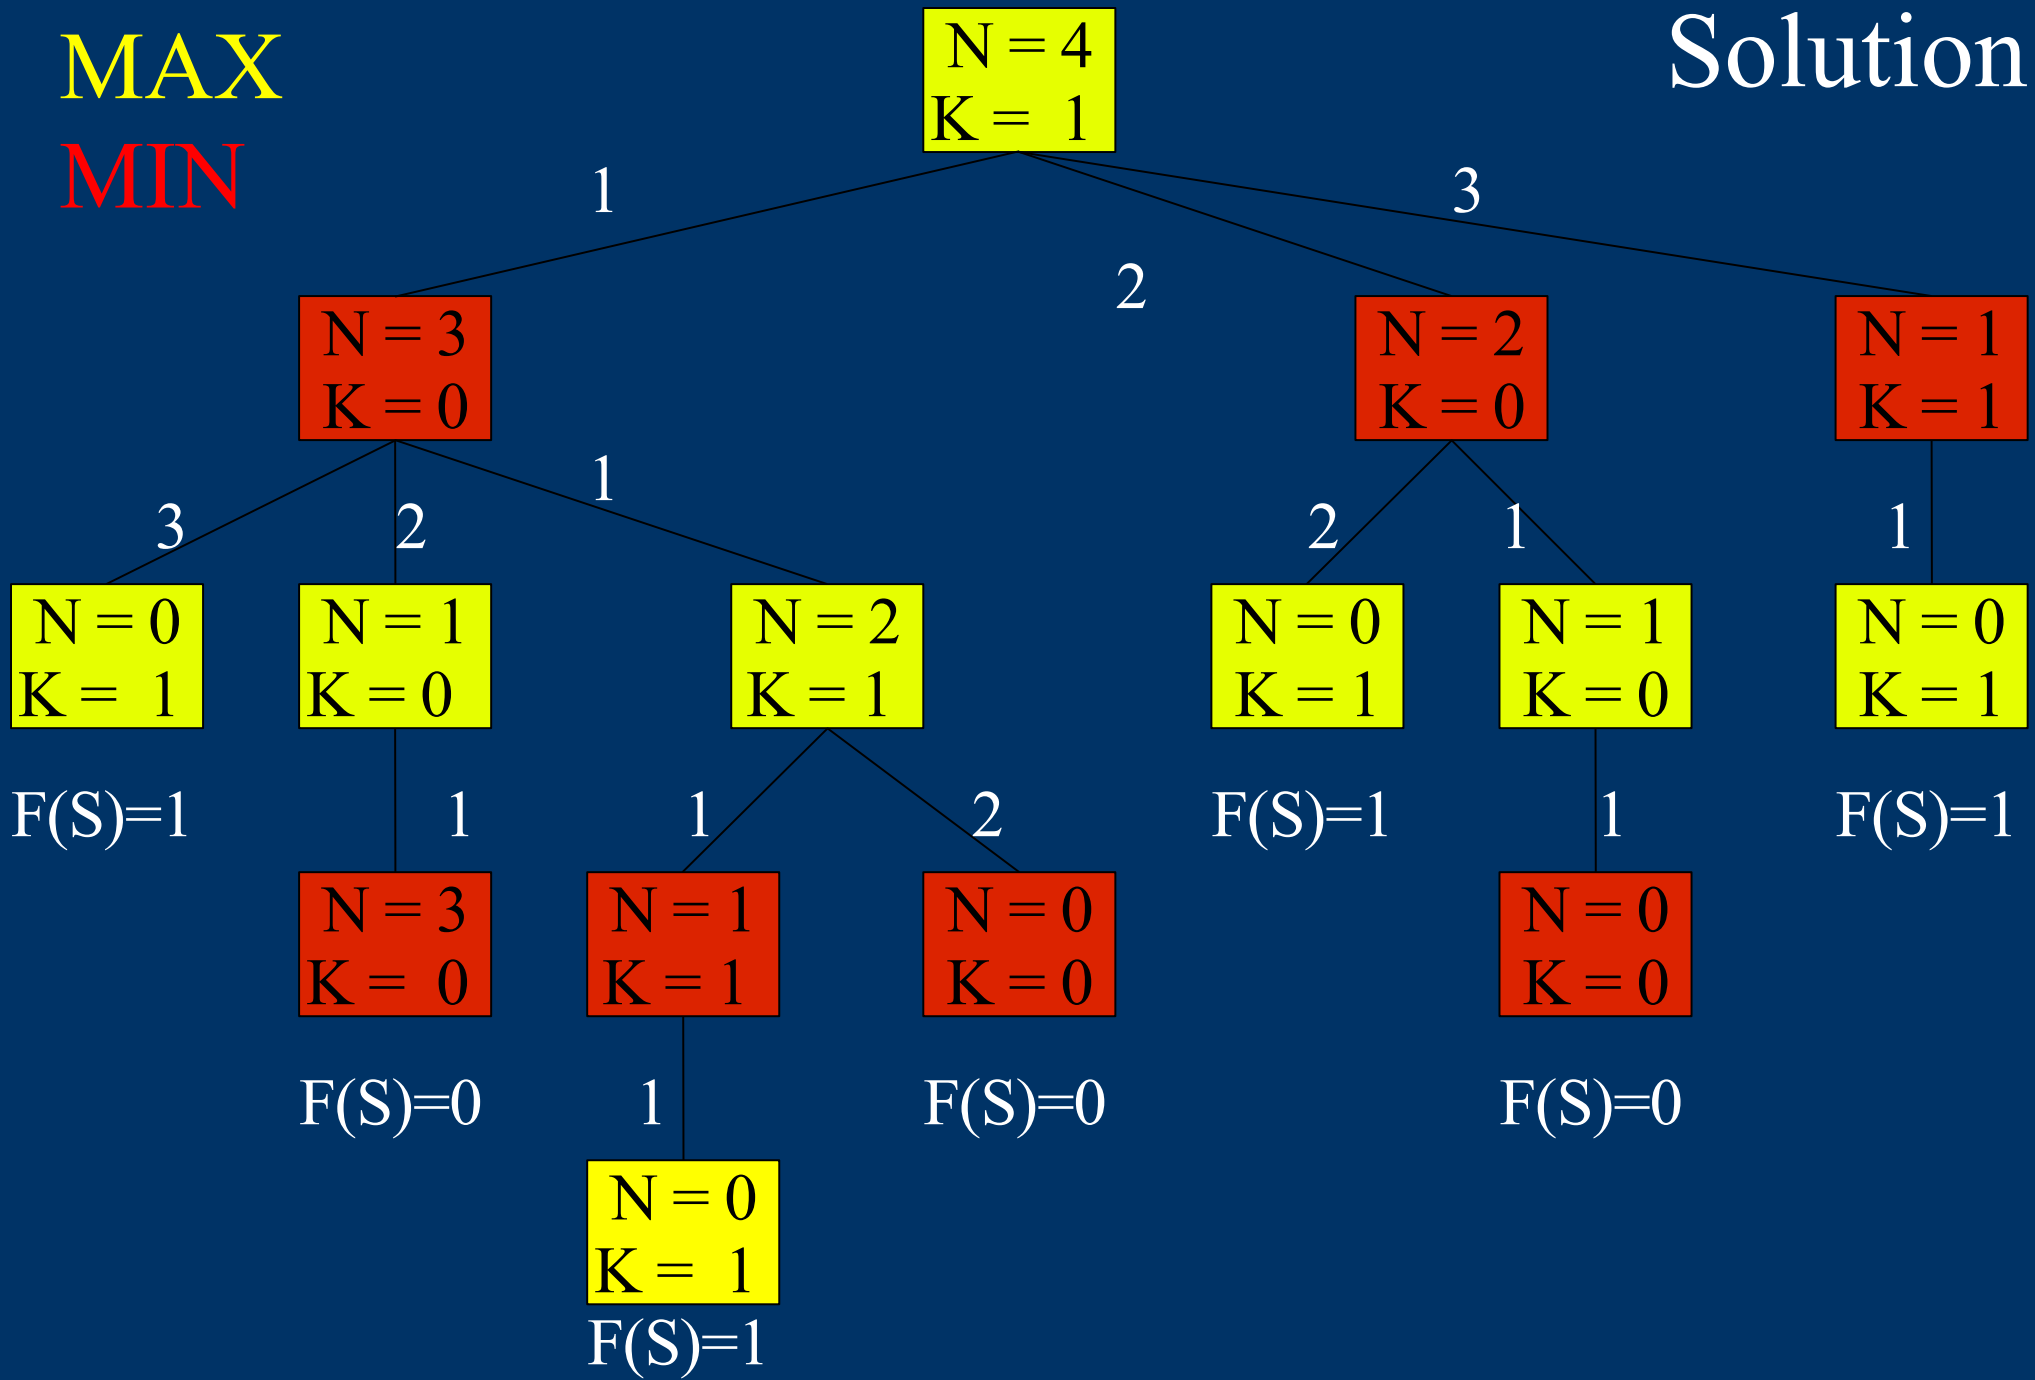 MAX
MIN
Solution
N = 4
K = 1
1
2
3
N = 3
K = 0
N = 2
K = 0
N = 1
K = 1
3
2
1
2
1
1
N = 0
K = 1
N = 1
K = 0
N = 2
K = 1
N = 0
K = 1
N = 1
K = 0
N = 0
K = 1
F(S)=1
1
1
2
F(S)=1
1
F(S)=1
N = 3
K = 0
N = 1
K = 1
N = 0
K = 0
N = 0
K = 0
F(S)=0
1
F(S)=0
F(S)=0
N = 0
K = 1
F(S)=1